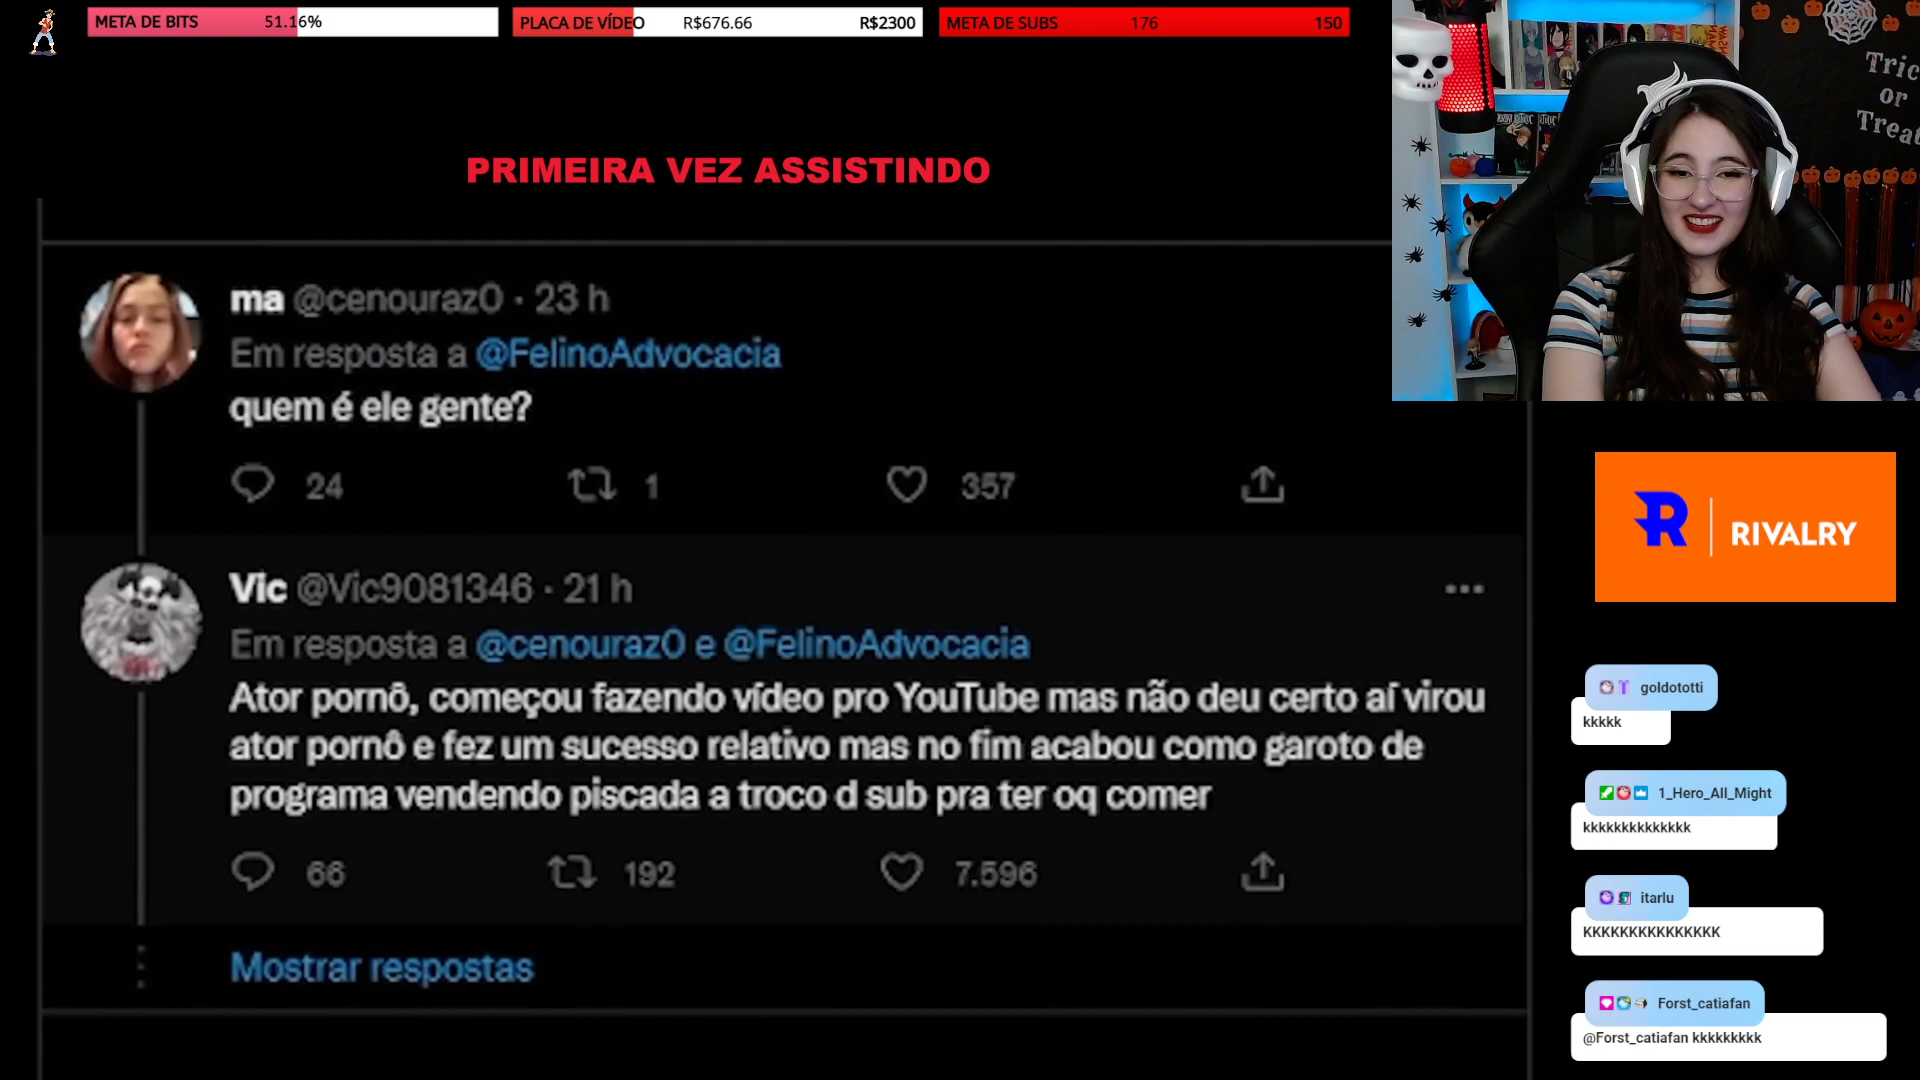 META DE BITS 51.16%
PLACA DE VÍDEO R$676.66 R$2300
META DE SUBS 176 150
Tric
or
Treat
PRIMEIRA VEZ ASSISTINDO
ma @cenouraz0 · 23 h
Em resposta a @FelinoAdvocacia
quem é ele gente?
24 1 357
Vic @Vic9081346 · 21 h
Em resposta a @cenouraz0 e @FelinoAdvocacia
Ator pornô, começou fazendo vídeo pro YouTube mas não deu certo aí virou
ator pornô e fez um sucesso relativo mas no fim acabou como garoto de
programa vendendo piscada a troco d sub pra ter oq comer
66 192 7.596
Mostrar respostas
R | RIVALRY
goldototti
kkkkk
1_Hero_All_Might
kkkkkkkkkkkkkk
itarlu
KKKKKKKKKKKKKKK
Forst_catiafan
@Forst_catiafan kkkkkkkkk